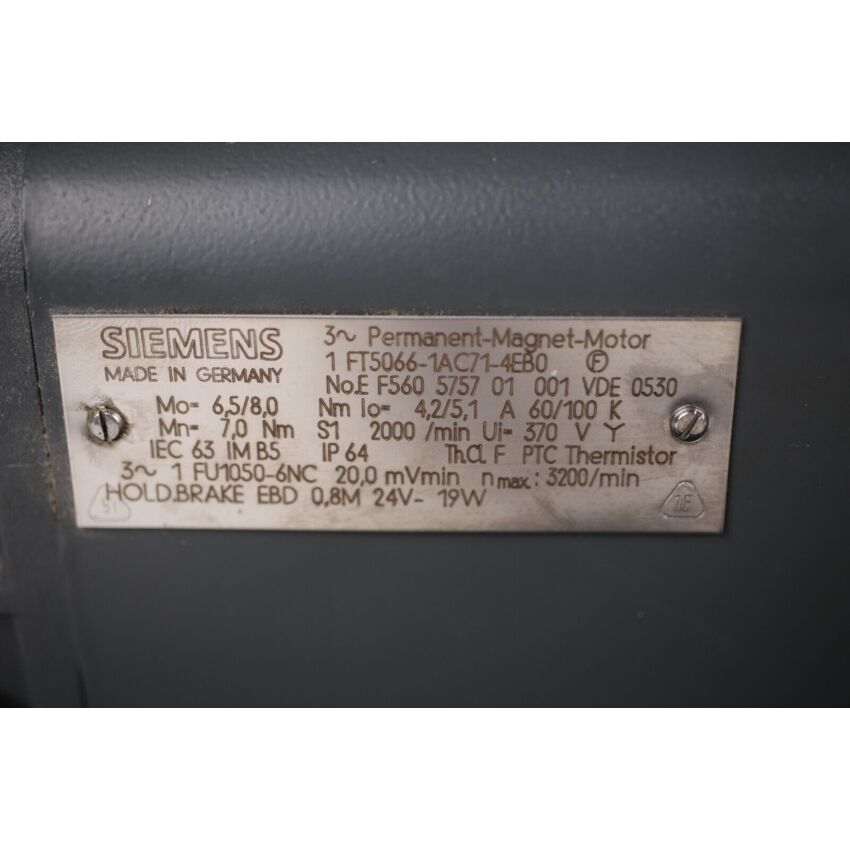 SIEMENS
MADE IN GERMANY
3~ Permanent-Magnet-Motor
1 FT5066-1AC71-4EB0 F
No.E F560 5757 01 001 VDE 0530
Mo= 6,5/8,0 Nm Io= 4,2/5,1 A 60/100 K
Mn= 7,0 Nm S1 2000 /min Ui= 370 V Y
IEC 63 IM B5 IP 64 Th.Cl. F PTC Thermistor
3~ 1 FU1050-6NC 20,0 mVmin n max.: 3200/min
HOLD.BRAKE EBD 0,8M 24V- 19W